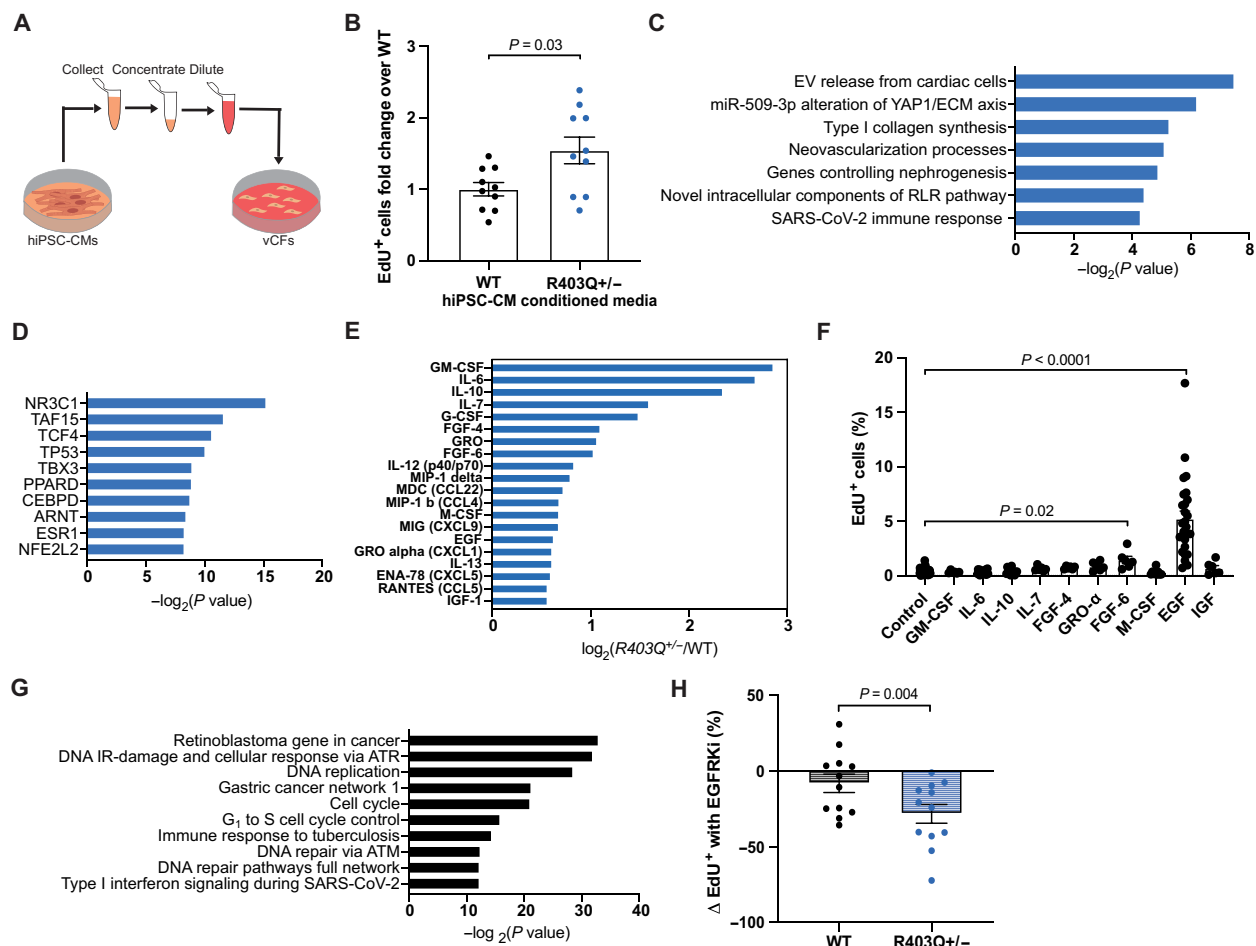 A
Collect Concentrate Dilute
hiPSC-CMs
vCFs
B
EdU⁺ cells fold change over WT
3
2
1
0
P = 0.03
WT
R403Q+/−
hiPSC-CM conditioned media
C
EV release from cardiac cells
miR-509-3p alteration of YAP1/ECM axis
Type I collagen synthesis
Neovascularization processes
Genes controlling nephrogenesis
Novel intracellular components of RLR pathway
SARS-CoV-2 immune response
0 2 4 6 8
−log₂(P value)
D
NR3C1
TAF15
TCF4
TP53
TBX3
PPARD
CEBPD
ARNT
ESR1
NFE2L2
0 5 10 15 20
−log₂(P value)
E
GM-CSF
IL-6
IL-10
IL-7
G-CSF
FGF-4
GRO
FGF-6
IL-12 (p40/p70)
MIP-1 delta
MDC (CCL22)
MIP-1 b (CCL4)
M-CSF
MIG (CXCL9)
EGF
GRO alpha (CXCL1)
IL-13
ENA-78 (CXCL5)
RANTES (CCL5)
IGF-1
0 1 2 3
log₂(R403Q⁺/⁻/WT)
F
EdU⁺ cells (%)
20
15
10
5
0
P < 0.0001
P = 0.02
Control
GM-CSF
IL-6
IL-10
IL-7
FGF-4
GRO-α
FGF-6
M-CSF
EGF
IGF
G
Retinoblastoma gene in cancer
DNA IR-damage and cellular response via ATR
DNA replication
Gastric cancer network 1
Cell cycle
G₁ to S cell cycle control
Immune response to tuberculosis
DNA repair via ATM
DNA repair pathways full network
Type I interferon signaling during SARS-CoV-2
0 10 20 30 40
−log ₂(P value)
H
Δ EdU⁺ with EGFRKi (%)
50
0
−50
−100
P = 0.004
WT
R403Q+/−